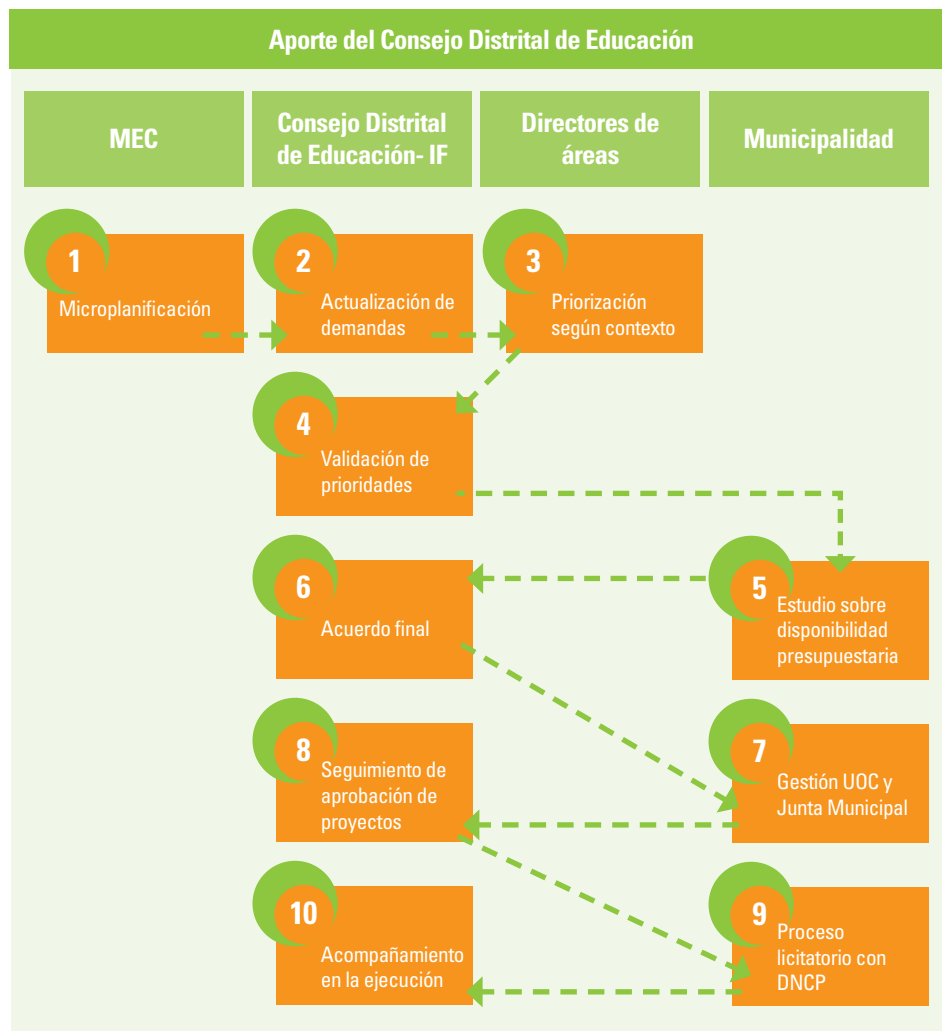 Aporte del Consejo Distrital de Educación
MEC
Consejo Distrital
de Educación- IF
Directores de
áreas
Municipalidad
1
Microplanificación
2
Actualización de
demandas
3
Priorización
según contexto
4
Validación de
prioridades
5
Estudio sobre
disponibilidad
presupuestaria
6
Acuerdo final
7
Gestión UOC y
Junta Municipal
8
Seguimiento de
aprobación de
proyectos
9
Proceso
licitatorio con
DNCP
10
Acompañamiento
en la ejecución